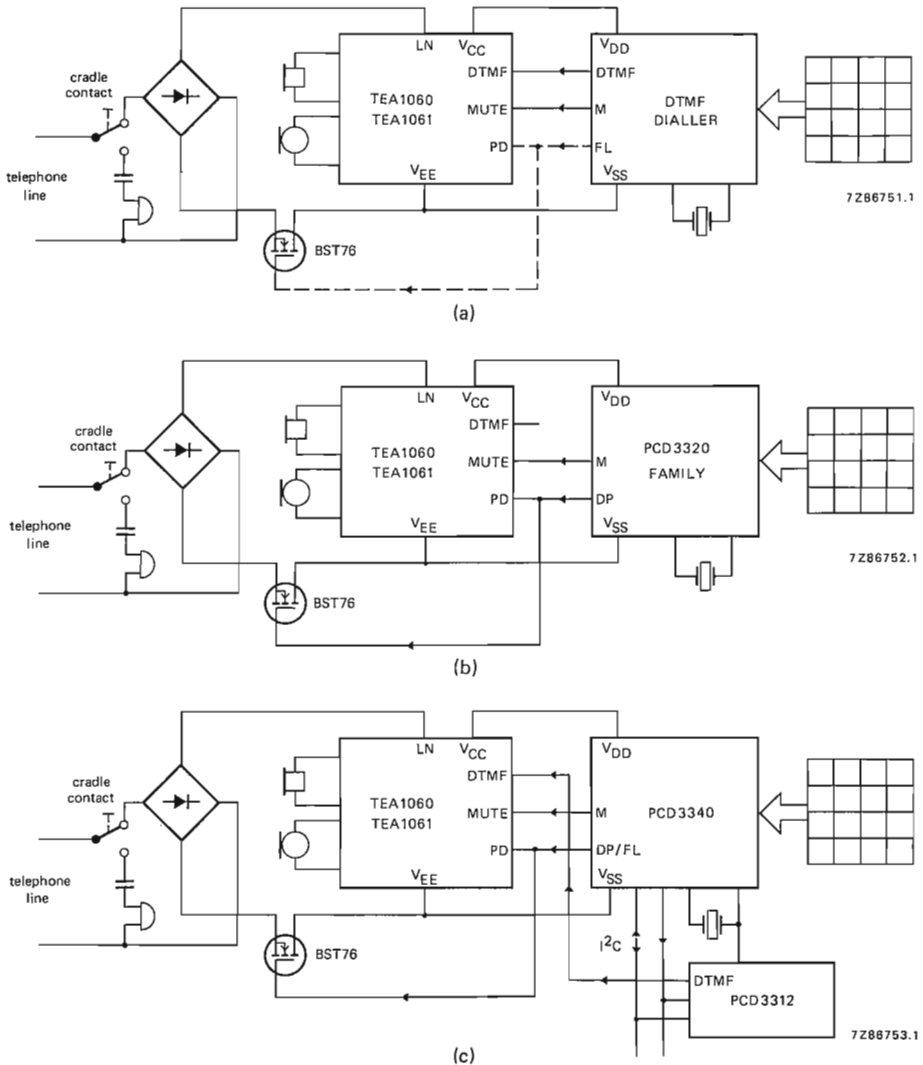 LN
VCC
VDD
cradle
contact
DTMF
DTMF
TEA1060
TEA1061
MUTE
M
DTMF
DIALLER
PD
FL
telephone
line
VEE
VSS
7Z86751.1
BST76
(a)
LN
VCC
VDD
cradle
contact
DTMF
TEA1060
TEA1061
MUTE
M
PCD3320
FAMILY
PD
DP
telephone
line
VEE
VSS
7Z86752.1
BST76
(b)
LN
VCC
VDD
cradle
contact
DTMF
TEA1060
TEA1061
MUTE
M
PCD3340
PD
DP/FL
telephone
line
VEE
VSS
BST76
I²C
DTMF
PCD3312
7Z86753.1
(c)